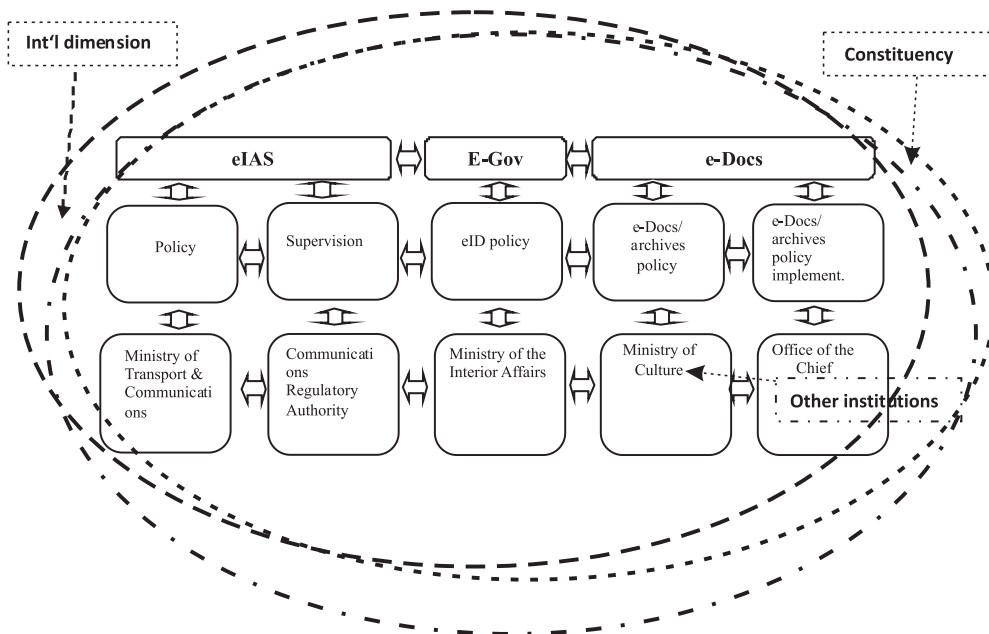 Int'l dimension
Constituency
eIAS
E-Gov
e-Docs
Policy
Supervision
eID policy
e-Docs/
archives
policy
e-Docs/
archives
policy
implement.
Ministry of
Transport &
Communicati
ons
Communicati
ons
Regulatory
Authority
Ministry of the
Interior Affairs
Ministry of
Culture
Office of the
Chief
Other institutions